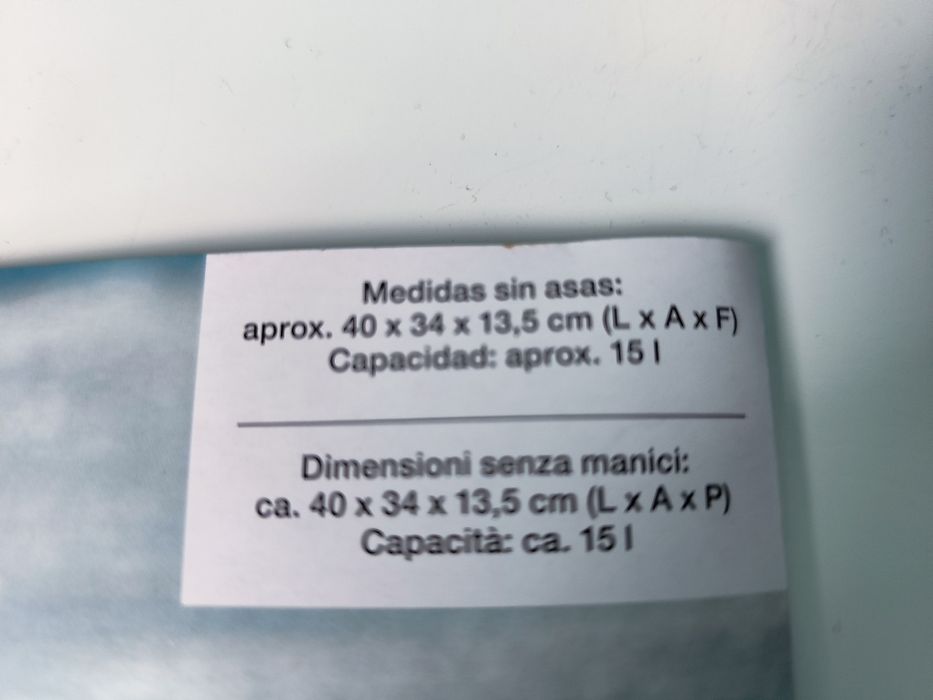 Medidas sin asas:
aprox. 40 x 34 x 13,5 cm (L x A x F)
Capacidad: aprox. 15 l
Dimensioni senza manici:
ca. 40 x 34 x 13,5 cm (L x A x P)
Capacità: ca. 15 l